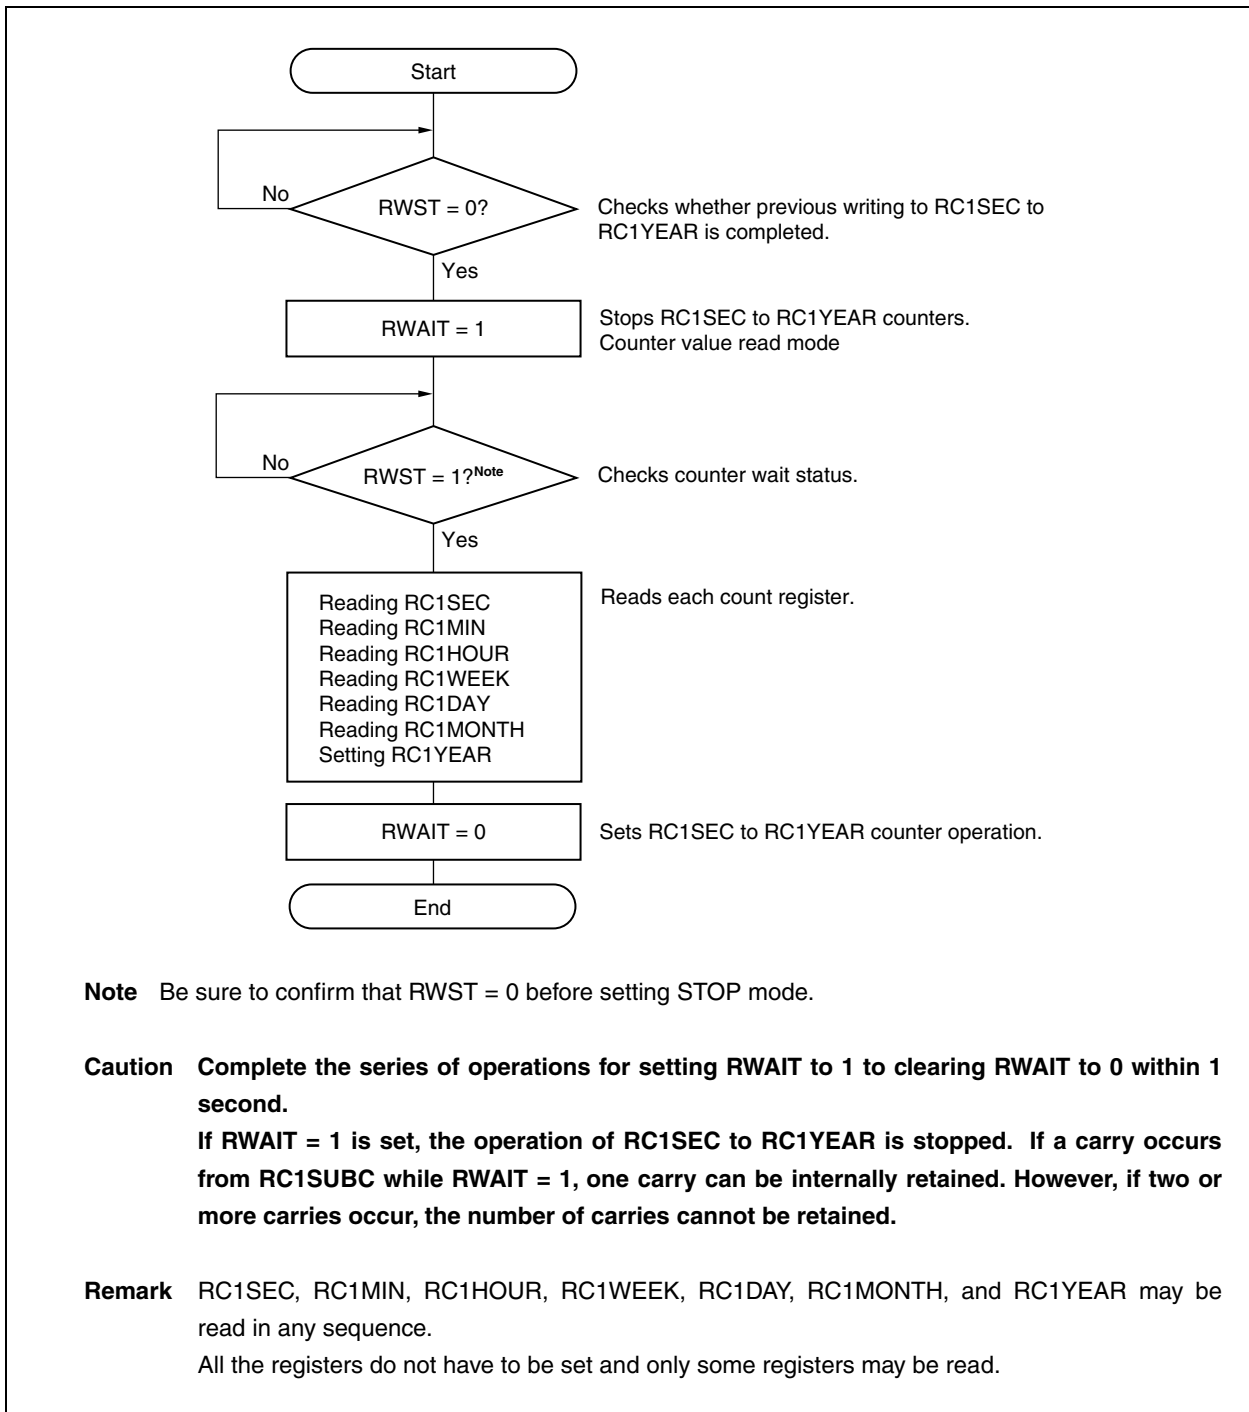 Start
No
RWST = 0?
Checks whether previous writing to RC1SEC to
RC1YEAR is completed.
Yes
RWAIT = 1
Stops RC1SEC to RC1YEAR counters.
Counter value read mode
No
RWST = 1?Note
Checks counter wait status.
Yes
Reading RC1SEC
Reading RC1MIN
Reading RC1HOUR
Reading RC1WEEK
Reading RC1DAY
Reading RC1MONTH
Setting RC1YEAR
Reads each count register.
RWAIT = 0
Sets RC1SEC to RC1YEAR counter operation.
End
Note Be sure to confirm that RWST = 0 before setting STOP mode.
Caution Complete the series of operations for setting RWAIT to 1 to clearing RWAIT to 0 within 1
second.
If RWAIT = 1 is set, the operation of RC1SEC to RC1YEAR is stopped. If a carry occurs
from RC1SUBC while RWAIT = 1, one carry can be internally retained. However, if two or
more carries occur, the number of carries cannot be retained.
Remark RC1SEC, RC1MIN, RC1HOUR, RC1WEEK, RC1DAY, RC1MONTH, and RC1YEAR may be
read in any sequence.
All the registers do not have to be set and only some registers may be read.